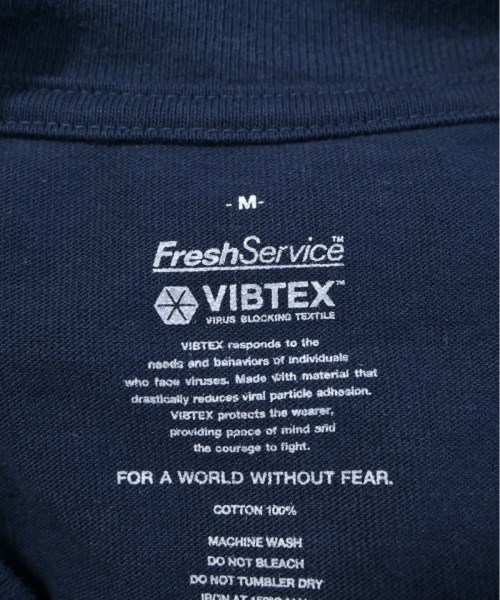 - M -
FreshService™
VIBTEX™
VIRUS BLOCKING TEXTILE
VIBTEX responds to the
needs and behaviors of individuals
who face viruses. Made with material that
drastically reduces viral particle adhesion.
VIBTEX protects the wearer,
providing peace of mind and
the courage to fight.
FOR A WORLD WITHOUT FEAR.
COTTON 100%
MACHINE WASH
DO NOT BLEACH
DO NOT TUMBLER DRY
IRON AT